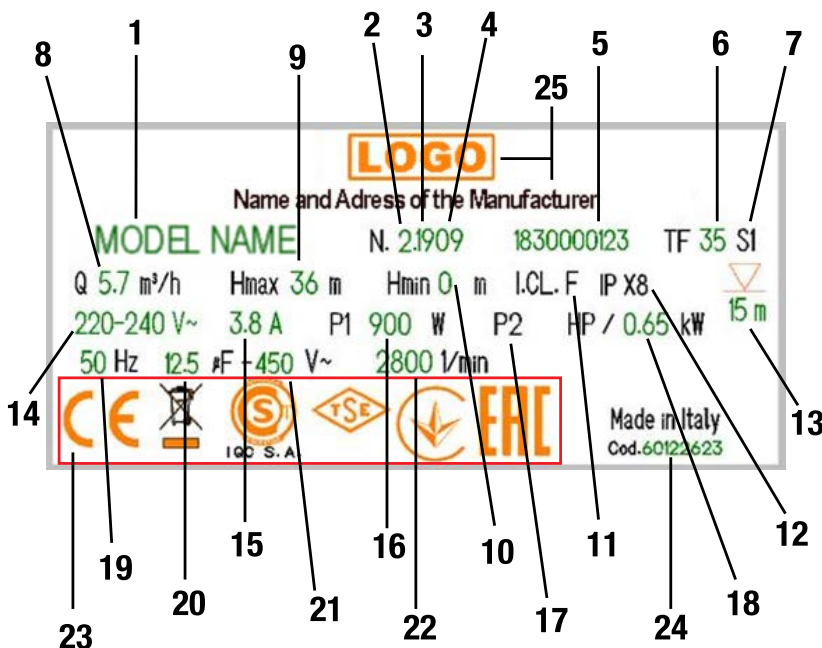 1 2 3 4 5 6 7
8 9 25
LOGO
Name and Adress of the Manufacturer
MODEL NAME N. 2.1909 1830000123 TF 35 S1
Q 5.7 m³/h Hmax 36 m Hmin 0 m I.CL. F IP X8
220-240 V~ 3.8 A P1 900 W P2 HP / 0.65 kW 15 m
50 Hz 12.5 µF - 450 V~ 2800 1/min
CE S TSE EAC
IQC S.A.
Made in Italy
Cod.60122623
14 13
19 20 15 21 16 10 11 12
23 22 17 24 18